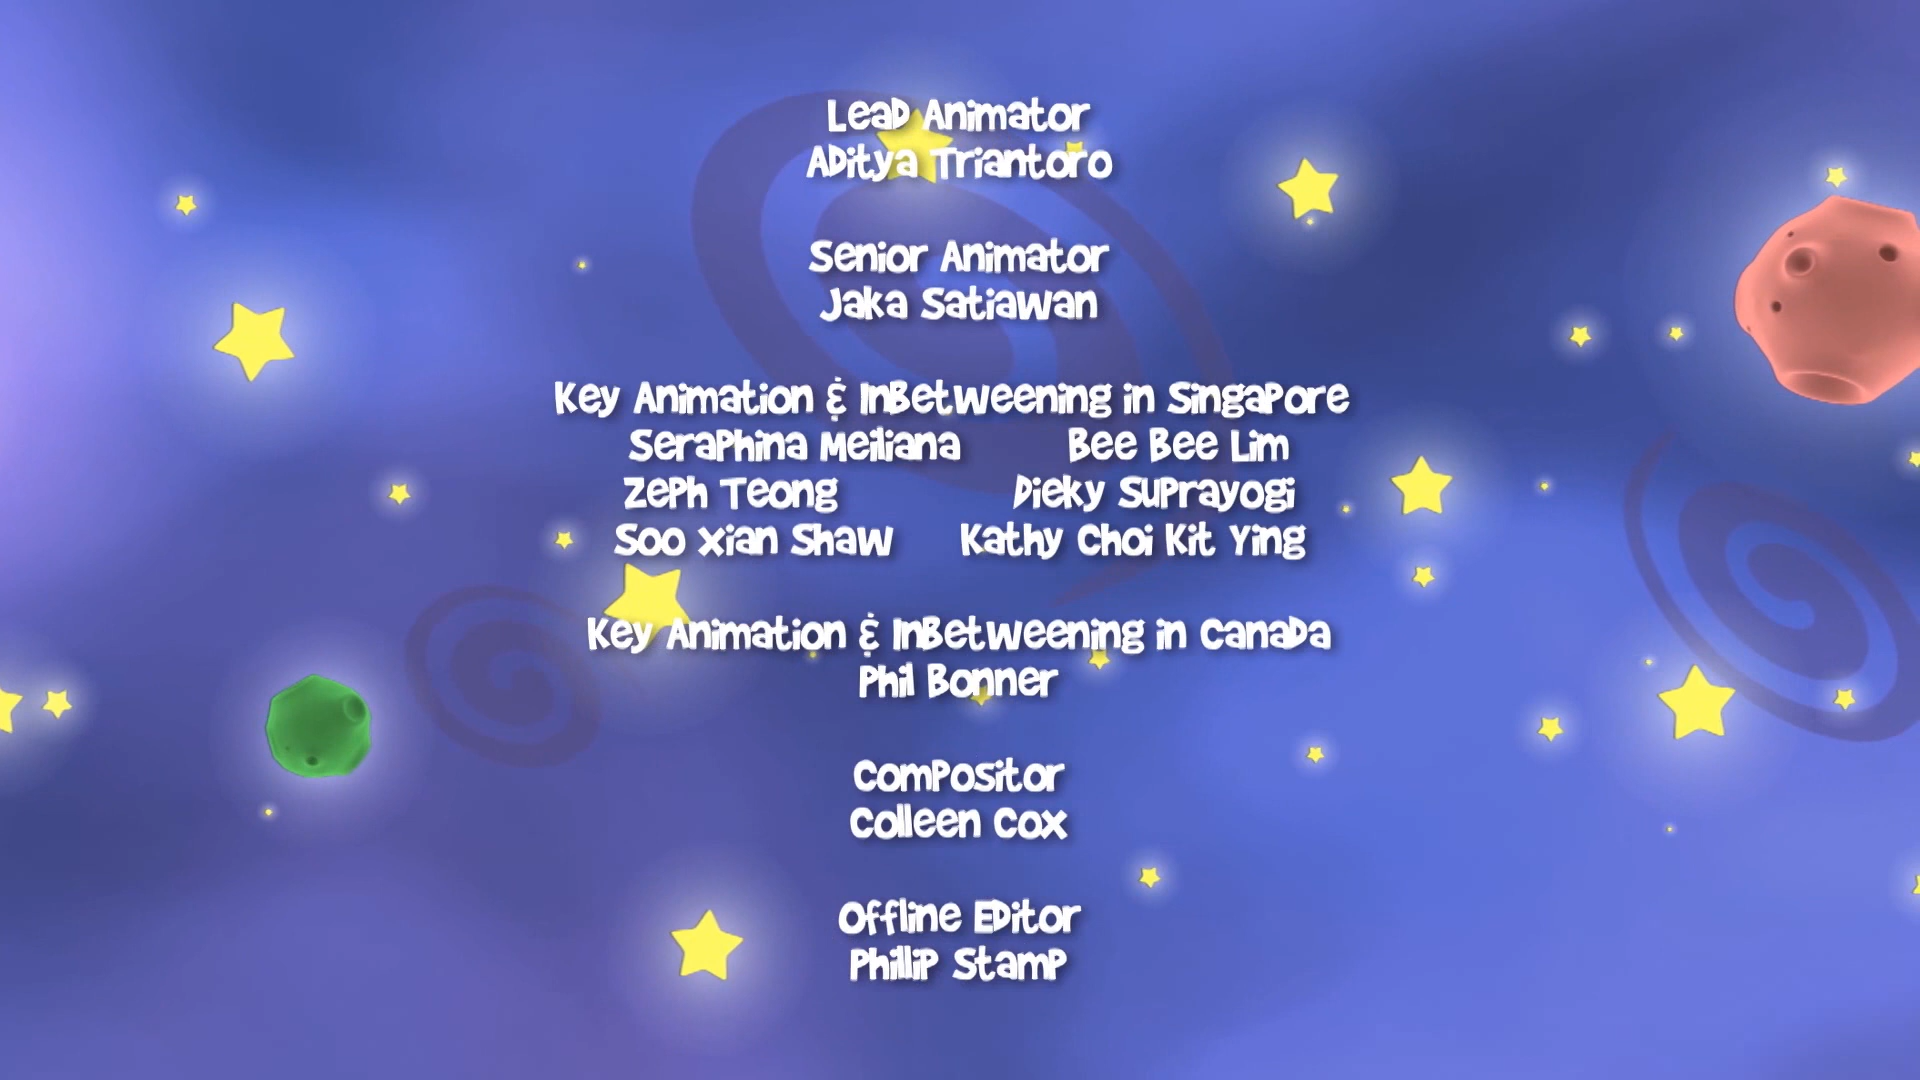 Lead Animator
Aditya Triantoro
Senior Animator
Jaka Satiawan
Key Animation & Inbetweening in Singapore
Seraphina Meiliana Bee Bee Lim
Zeph Teong Dieky Suprayogi
Soo Xian Shaw Kathy Choi Kit Ying
Key Animation & Inbetweening in Canada
Phil Bonner
Compositor
Colleen Cox
Offline Editor
Phillip Stamp